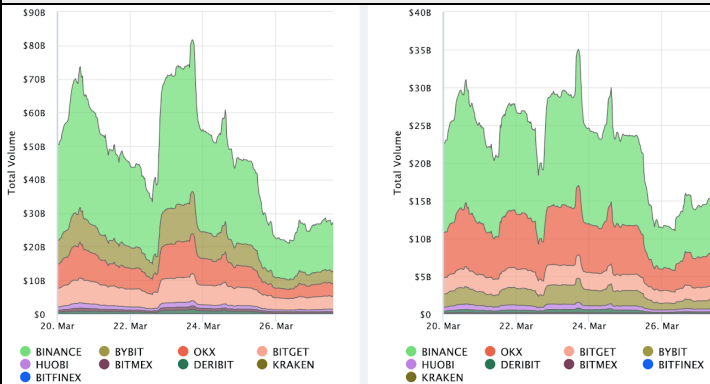 $90B
$80B
$70B
$60B
$50B
$40B
$30B
$20B
$10B
$0
Total Volume
20. Mar 22. Mar 24. Mar 26. Mar
BINANCE BYBIT OKX BITGET
HUOBI BITMEX DERIBIT KRAKEN
BITFINEX
$40B
$35B
$30B
$25B
$20B
$15B
$10B
$5B
$0
Total Volume
20. Mar 22. Mar 24. Mar 26. Mar
BINANCE OKX BITGET BYBIT
HUOBI DERIBIT BITMEX BITFINEX
KRAKEN